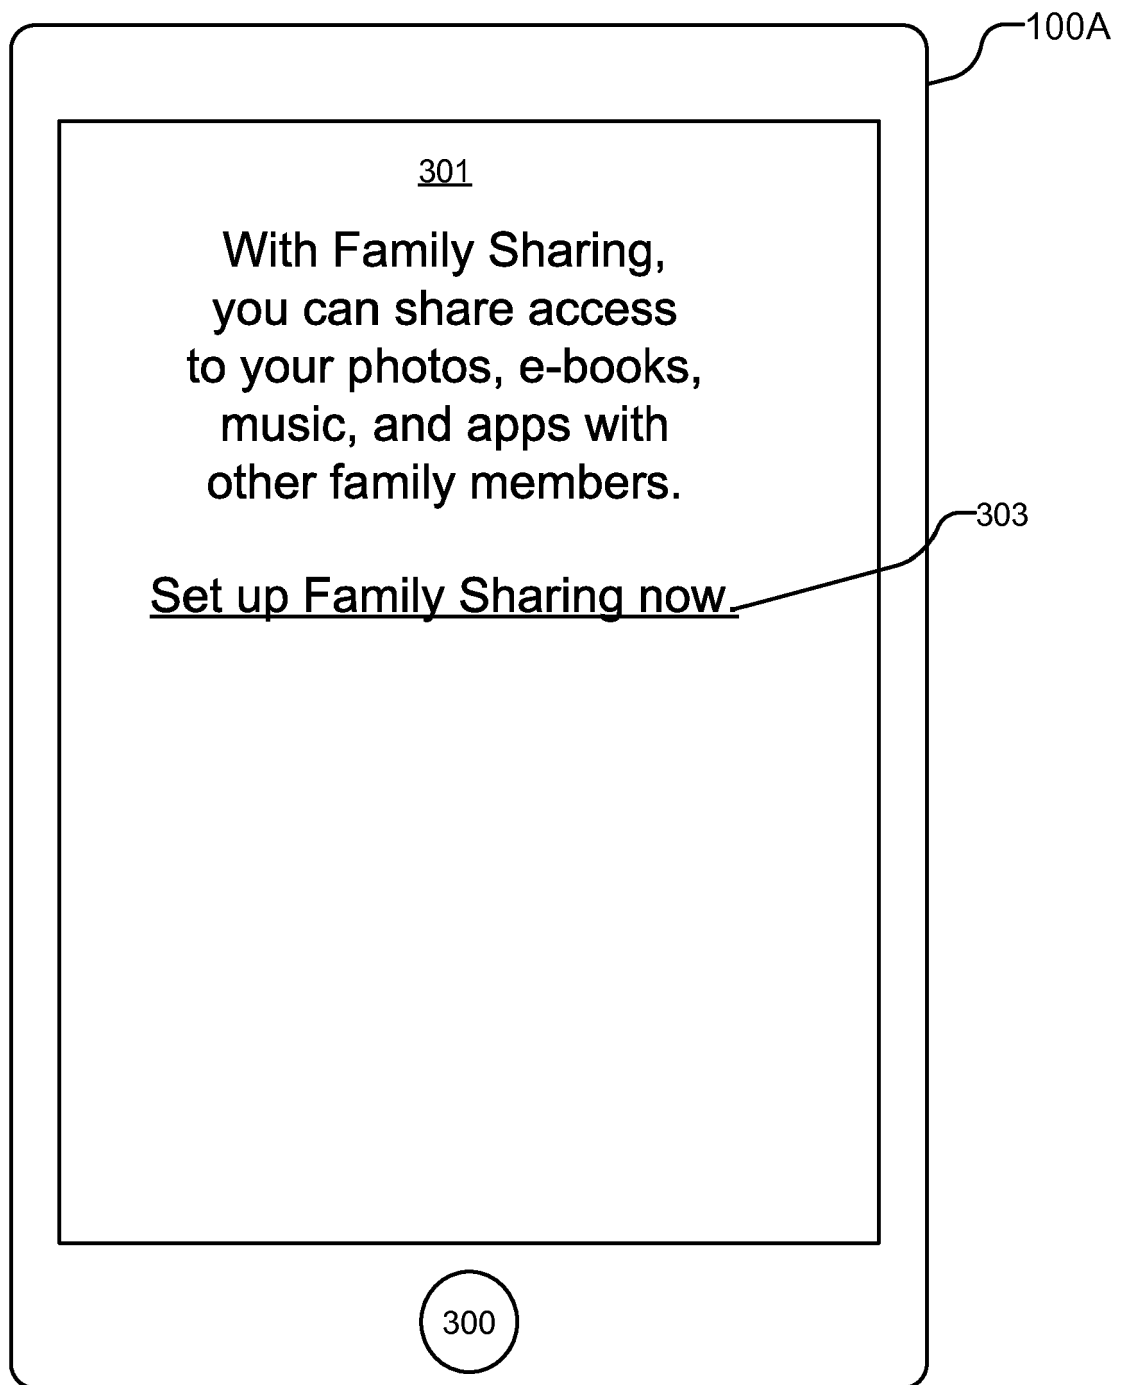 100A
301
With Family Sharing,
you can share access
to your photos, e-books,
music, and apps with
other family members.
303
Set up Family Sharing now.
300